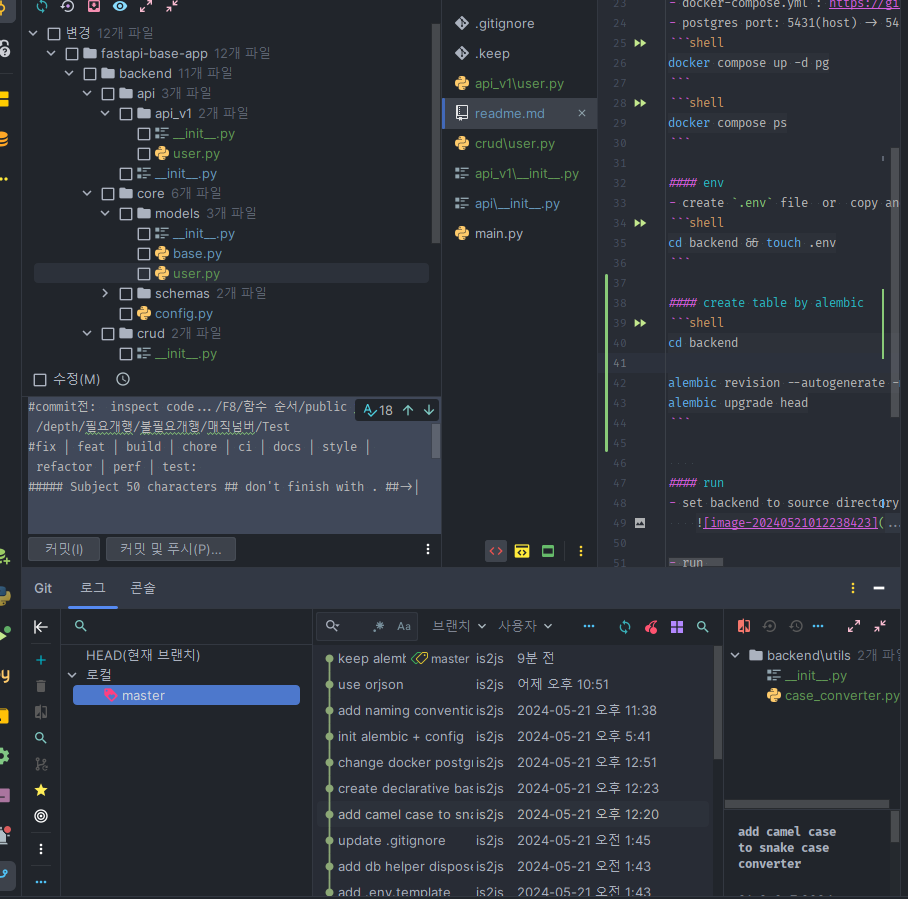 변경 12개 파일
fastapi-base-app 12개 파일
backend 11개 파일
api 3개 파일
api_v1 2개 파일
__init__.py
user.py
__init__.py
core 6개 파일
models 3개 파일
__init__.py
base.py
user.py
schemas 2개 파일
config.py
crud 2개 파일
__init__.py
수정(M)
#commit전: inspect code.../F8/함수 순서/public
18
/depth/필요개행/불필요개행/매직넘버/Test
#fix | feat | build | chore | ci | docs | style |
refactor | perf | test:
##### Subject 50 characters ## don't finish with . ##->|
커밋(I)
커밋 및 푸시(P)...
.gitignore
.keep
api_v1\user.py
readme.md
crud\user.py
api_v1\__init__.py
api\__init__.py
main.py
23 - docker-compose.yml : https://gi
24 - postgres port: 5431(host) -> 54
25 ```shell
26 docker compose up -d pg
27 ```
28 ```shell
29 docker compose ps
30 ```
31
32 #### env
33 - create `.env` file or copy an
34 ```shell
35 cd backend && touch .env
36 ```
37
38 #### create table by alembic
39 ```shell
40 cd backend
41
42 alembic revision --autogenerate -
43 alembic upgrade head
44 ```
45
46
47 #### run
48 - set backend to source directory
49 ![image-20240521012238423](..
50
51 - run
Git
로그
콘솔
HEAD(현재 브랜치)
로컬
master
.*
Aa
브랜치
사용자
keep alemb master is2js 9분 전
use orjson is2js 어제 오후 10:51
add naming conventic is2js 2024-05-21 오후 11:38
init alembic + config is2js 2024-05-21 오후 5:41
change docker postg is2js 2024-05-21 오후 12:51
create declarative bas is2js 2024-05-21 오후 12:23
add camel case to sna is2js 2024-05-21 오후 12:20
update .gitignore is2js 2024-05-21 오전 1:45
add db helper dispose is2js 2024-05-21 오전 1:43
add .env.template is2js 2024-05-21 오전 1:43
backend\utils 2개 파일
__init__.py
case_converter.py
add camel case
to snake case
converter